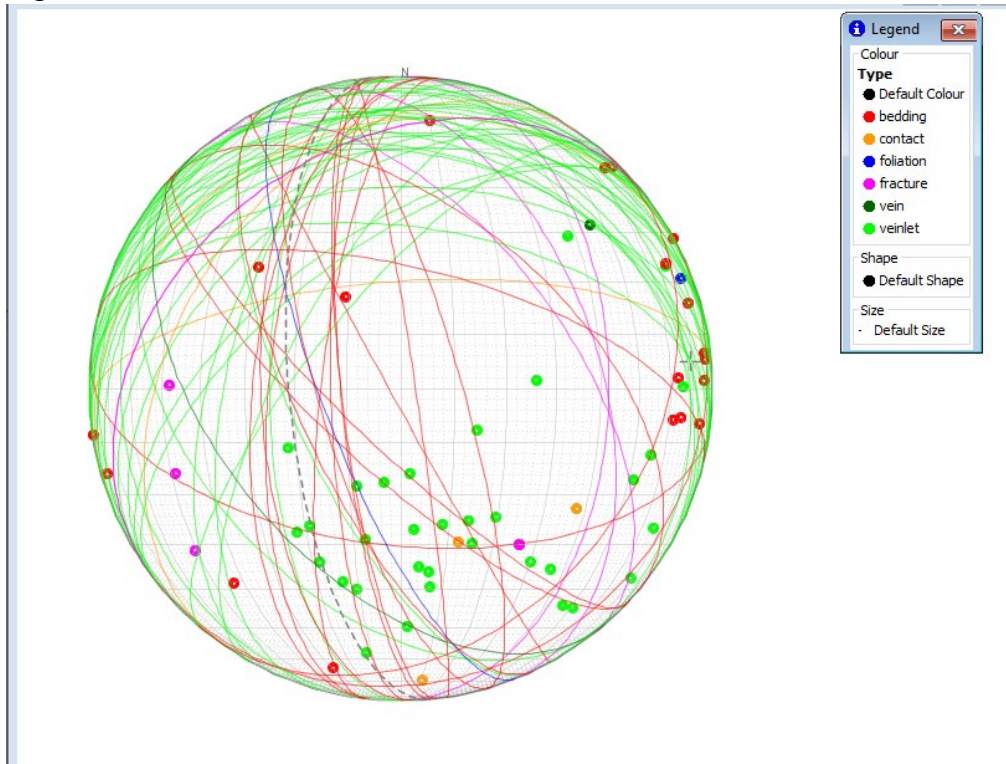 N
Legend
Colour
Type
Default Colour
bedding
contact
foliation
fracture
vein
veinlet
Shape
Default Shape
Size
Default Size